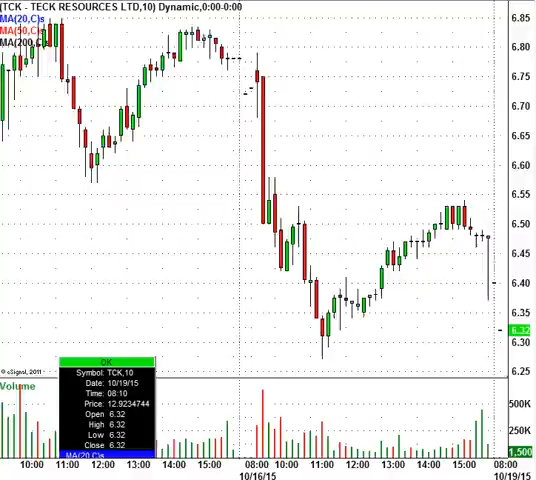 (TCK - TECK RESOURCES LTD,10) Dynamic,0:00-0:00
MA(20,C)s
MA(50,C)s
MA(200,C)s
6.85
6.80
6.75
6.70
6.65
6.60
6.55
6.50
6.45
6.40
6.35
6.32
6.30
6.25
© eSignal, 2011
OK
Symbol: TCK,10
Date: 10/19/15
Time: 08:10
Price: 12.9234744
Open 6.32
High 6.32
Low 6.32
Close 6.32
MA(20,C)s
Volume
500K
250K
1.500
10:00 11:00 12:00 13:00 14:00 15:00 08:00 10:00 11:00 12:00 13:00 14:00 15:00 08:00
10/16/15 10/19/15